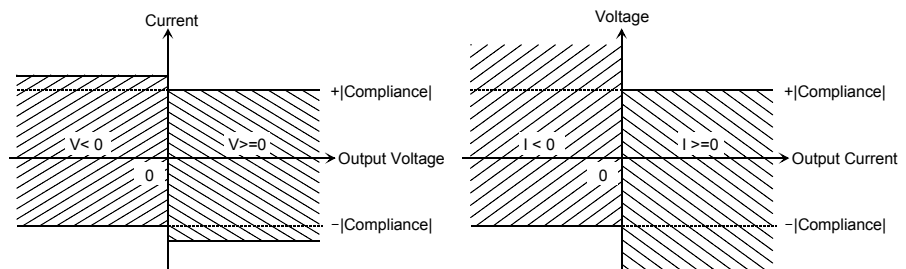 Current
+|Compliance|
V< 0
V>=0
Output Voltage
0
−|Compliance|
Voltage
+|Compliance|
I < 0
I >=0
Output Current
0
−|Compliance|